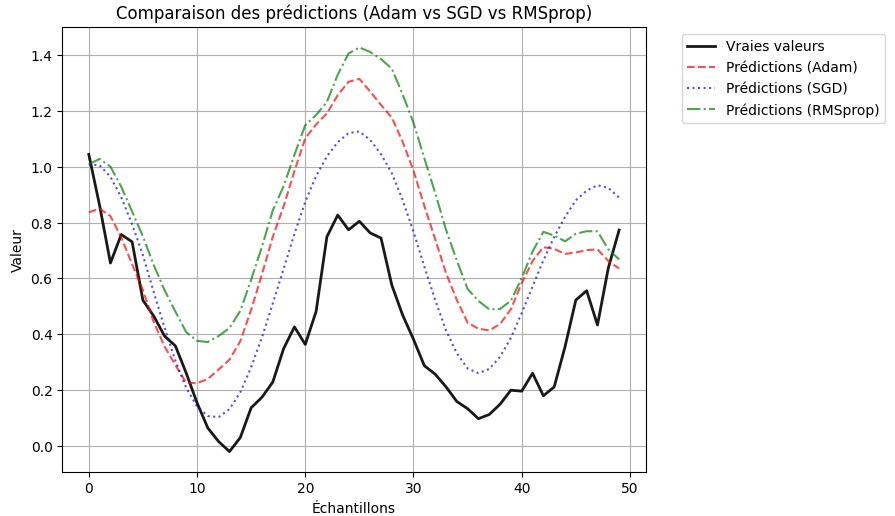 Comparaison des prédictions (Adam vs SGD vs RMSprop)
Vraies valeurs
Prédictions (Adam)
Prédictions (SGD)
Prédictions (RMSprop)
Valeur
1.4
1.2
1.0
0.8
0.6
0.4
0.2
0.0
0 10 20 30 40 50
Échantillons